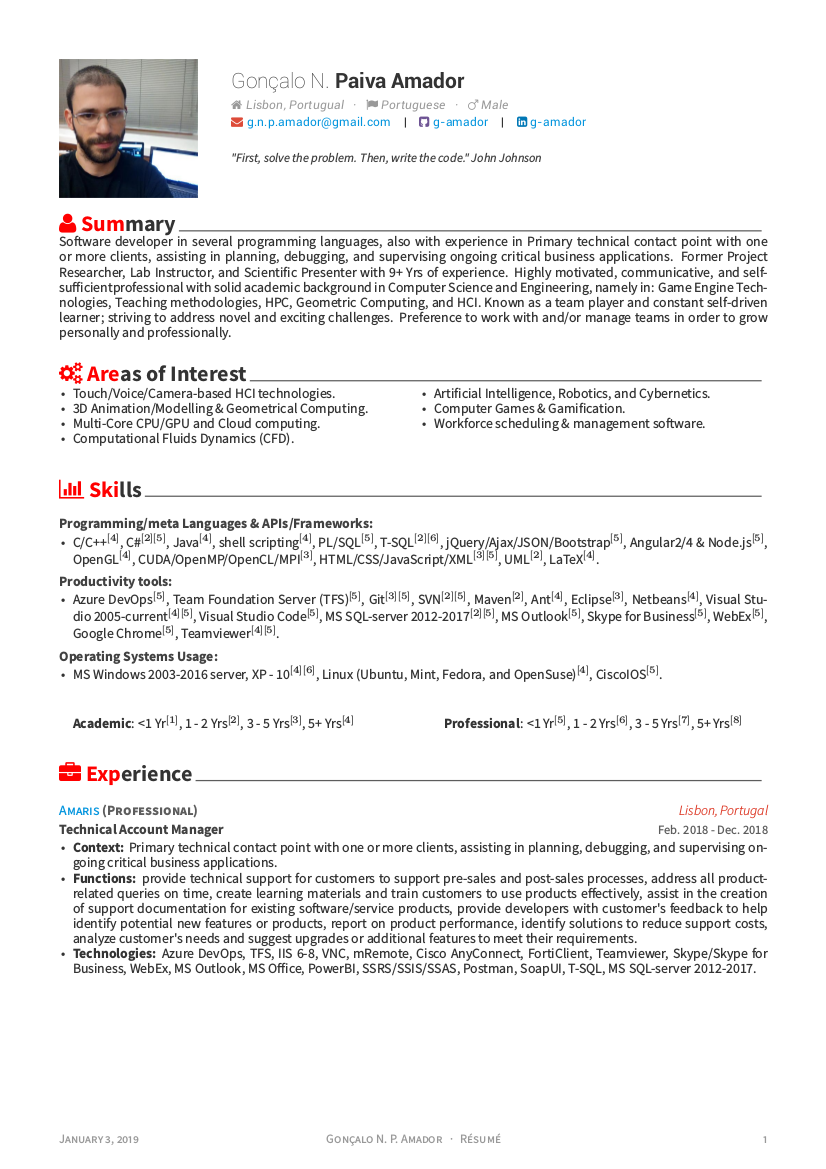 Gonçalo N. Paiva Amador
Lisbon, Portugual · Portuguese · Male
g.n.p.amador@gmail.com | g-amador | g-amador
"First, solve the problem. Then, write the code." John Johnson
Summary
Software developer in several programming languages, also with experience in Primary technical contact point with one
or more clients, assisting in planning, debugging, and supervising ongoing critical business applications. Former Project
Researcher, Lab Instructor, and Scientific Presenter with 9+ Yrs of experience. Highly motivated, communicative, and self-
sufficientprofessional with solid academic background in Computer Science and Engineering, namely in: Game Engine Tech-
nologies, Teaching methodologies, HPC, Geometric Computing, and HCI. Known as a team player and constant self-driven
learner; striving to address novel and exciting challenges. Preference to work with and/or manage teams in order to grow
personally and professionally.
Areas of Interest
• Touch/Voice/Camera-based HCI technologies.
• 3D Animation/Modelling & Geometrical Computing.
• Multi-Core CPU/GPU and Cloud computing.
• Computational Fluids Dynamics (CFD).
• Artificial Intelligence, Robotics, and Cybernetics.
• Computer Games & Gamification.
• Workforce scheduling & management software.
Skills
Programming/meta Languages & APIs/Frameworks:
• C/C++[4], C#[2][5], Java[4], shell scripting[4], PL/SQL[5], T-SQL[2][6], jQuery/Ajax/JSON/Bootstrap[5], Angular2/4 & Node.js[5],
OpenGL[4], CUDA/OpenMP/OpenCL/MPI[3], HTML/CSS/JavaScript/XML[3][5], UML[2], LaTeX[4].
Productivity tools:
• Azure DevOps[5], Team Foundation Server (TFS)[5], Git[3][5], SVN[2][5], Maven[2], Ant[4], Eclipse[3], Netbeans[4], Visual Stu-
dio 2005-current[4][5], Visual Studio Code[5], MS SQL-server 2012-2017[2][5], MS Outlook[5], Skype for Business[5], WebEx[5],
Google Chrome[5], Teamviewer[4][5].
Operating Systems Usage:
• MS Windows 2003-2016 server, XP - 10[4][6], Linux (Ubuntu, Mint, Fedora, and OpenSuse)[4], CiscoIOS[5].
Academic: <1 Yr[1], 1 - 2 Yrs[2], 3 - 5 Yrs[3], 5+ Yrs[4]
Professional: <1 Yr[5], 1 - 2 Yrs[6], 3 - 5 Yrs[7], 5+ Yrs[8]
Experience
Amaris (Professional) Lisbon, Portugal
Technical Account Manager Feb. 2018 - Dec. 2018
• Context: Primary technical contact point with one or more clients, assisting in planning, debugging, and supervising on-
going critical business applications.
• Functions: provide technical support for customers to support pre-sales and post-sales processes, address all product-
related queries on time, create learning materials and train customers to use products effectively, assist in the creation
of support documentation for existing software/service products, provide developers with customer's feedback to help
identify potential new features or products, report on product performance, identify solutions to reduce support costs,
analyze customer's needs and suggest upgrades or additional features to meet their requirements.
• Technologies: Azure DevOps, TFS, IIS 6-8, VNC, mRemote, Cisco AnyConnect, FortiClient, Teamviewer, Skype/Skype for
Business, WebEx, MS Outlook, MS Office, PowerBI, SSRS/SSIS/SSAS, Postman, SoapUI, T-SQL, MS SQL-server 2012-2017.
January 3, 2019 Gonçalo N. P. Amador · Résumé 1